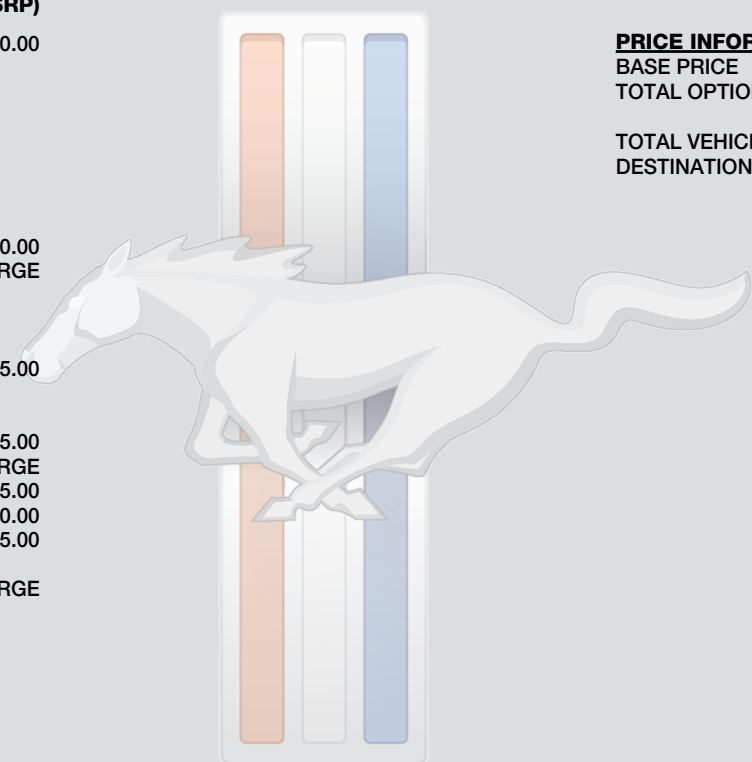 SRP)
0.00
0.00
RGE
5.00
5.00
RGE
5.00
0.00
5.00
RGE
PRICE INFOR
BASE PRICE
TOTAL OPTION
TOTAL VEHICL
DESTINATION